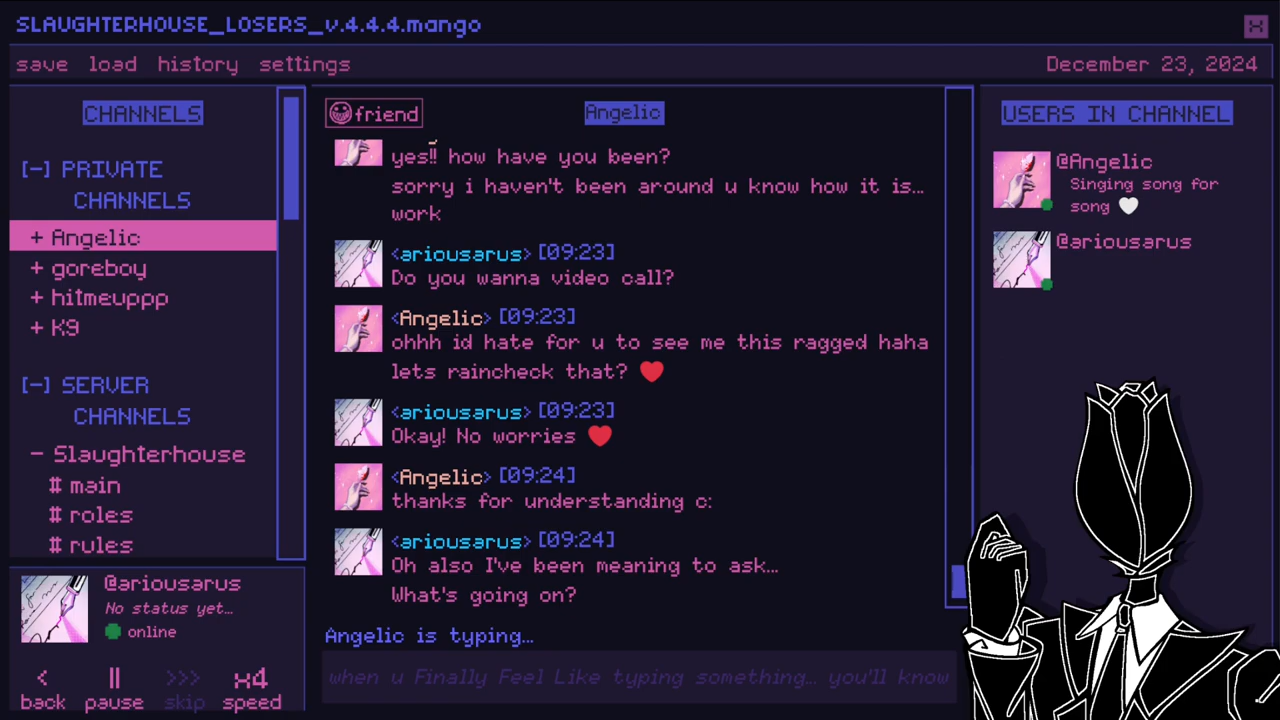 SLAUGHTERHOUSE_LOSERS_v.4.4.4.mango
x
save load history settings
December 23, 2024
CHANNELS
[-] PRIVATE
CHANNELS
+ Angelic
+ goreboy
+ hitmeuppp
+ K9
[-] SERVER
CHANNELS
- Slaughterhouse
# main
# roles
# rules
@ariousarus
No status yet...
online
< || >>> x4
back pause skip speed
friend
Angelic
yes!! how have you been?
sorry i haven't been around u know how it is...
work
<ariousarus> [09:23]
Do you wanna video call?
<Angelic> [09:23]
ohhh id hate for u to see me this ragged haha
lets raincheck that? ❤️
<ariousarus> [09:23]
Okay! No worries ❤️
<Angelic> [09:24]
thanks for understanding c:
<ariousarus> [09:24]
Oh also I've been meaning to ask...
What's going on?
Angelic is typing...
when u Finally Feel Like typing something... you'll know
USERS IN CHANNEL
@Angelic
Singing song for
song 🤍
@ariousarus